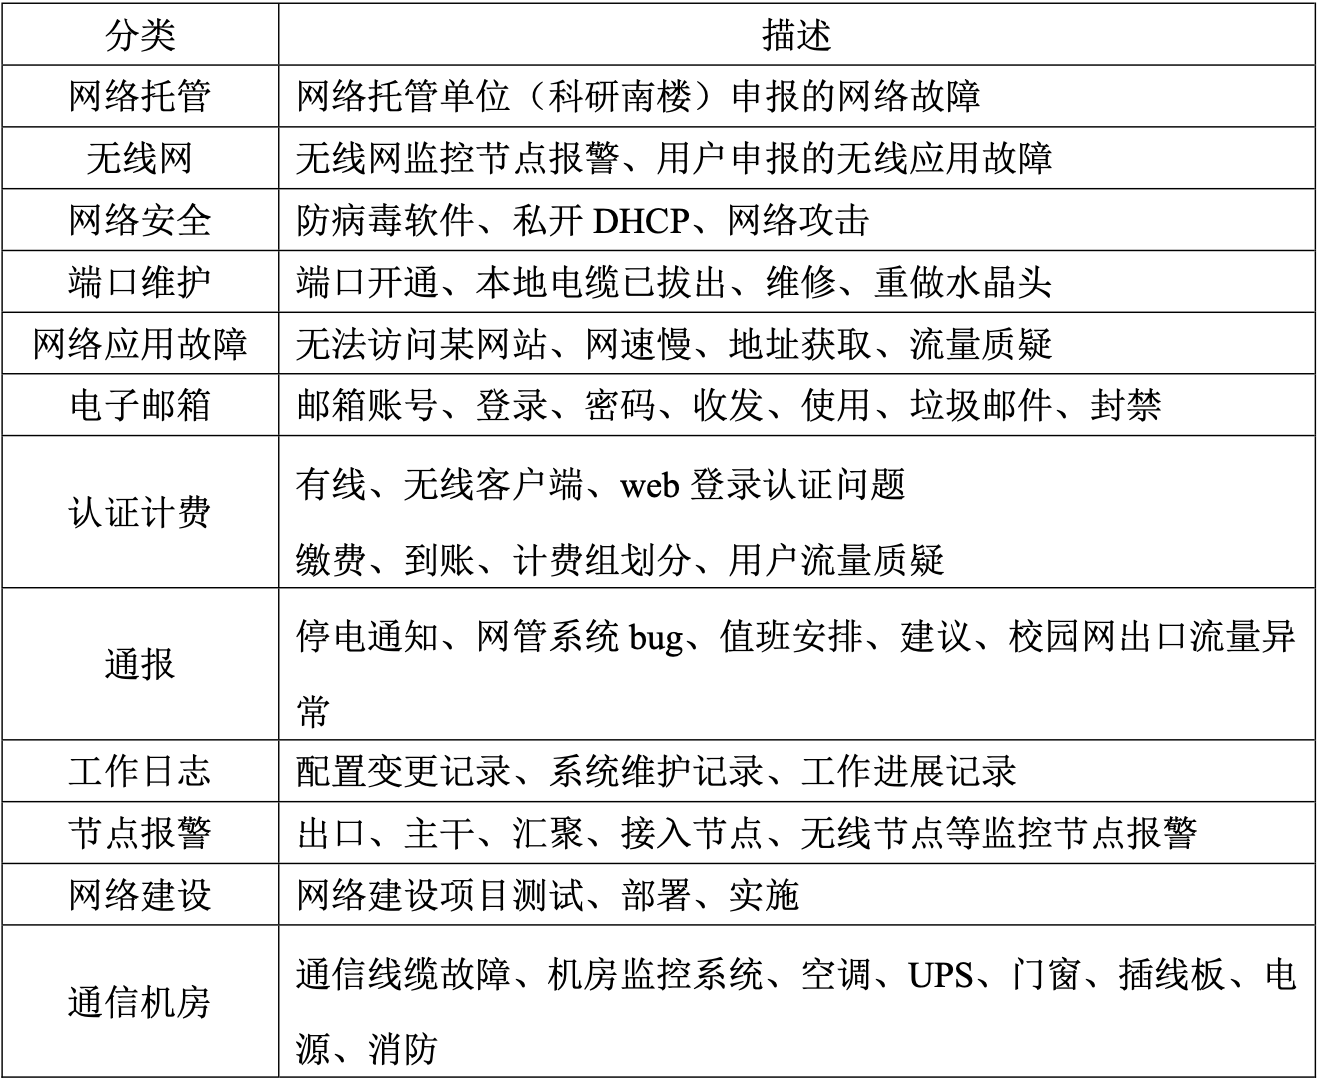 分类 描述
网络托管 网络托管单位（科研南楼）申报的网络故障
无线网 无线网监控节点报警、用户申报的无线应用故障
网络安全 防病毒软件、私开 DHCP、网络攻击
端口维护 端口开通、本地电缆已拔出、维修、重做水晶头
网络应用故障 无法访问某网站、网速慢、地址获取、流量质疑
电子邮箱 邮箱账号、登录、密码、收发、使用、垃圾邮件、封禁
认证计费
有线、无线客户端、web 登录认证问题
缴费、到账、计费组划分、用户流量质疑
通报
停电通知、网管系统 bug、值班安排、建议、校园网出口流量异
常
工作日志 配置变更记录、系统维护记录、工作进展记录
节点报警 出口、主干、汇聚、接入节点、无线节点等监控节点报警
网络建设 网络建设项目测试、部署、实施
通信机房
通信线缆故障、机房监控系统、空调、UPS、门窗、插线板、电
源、消防